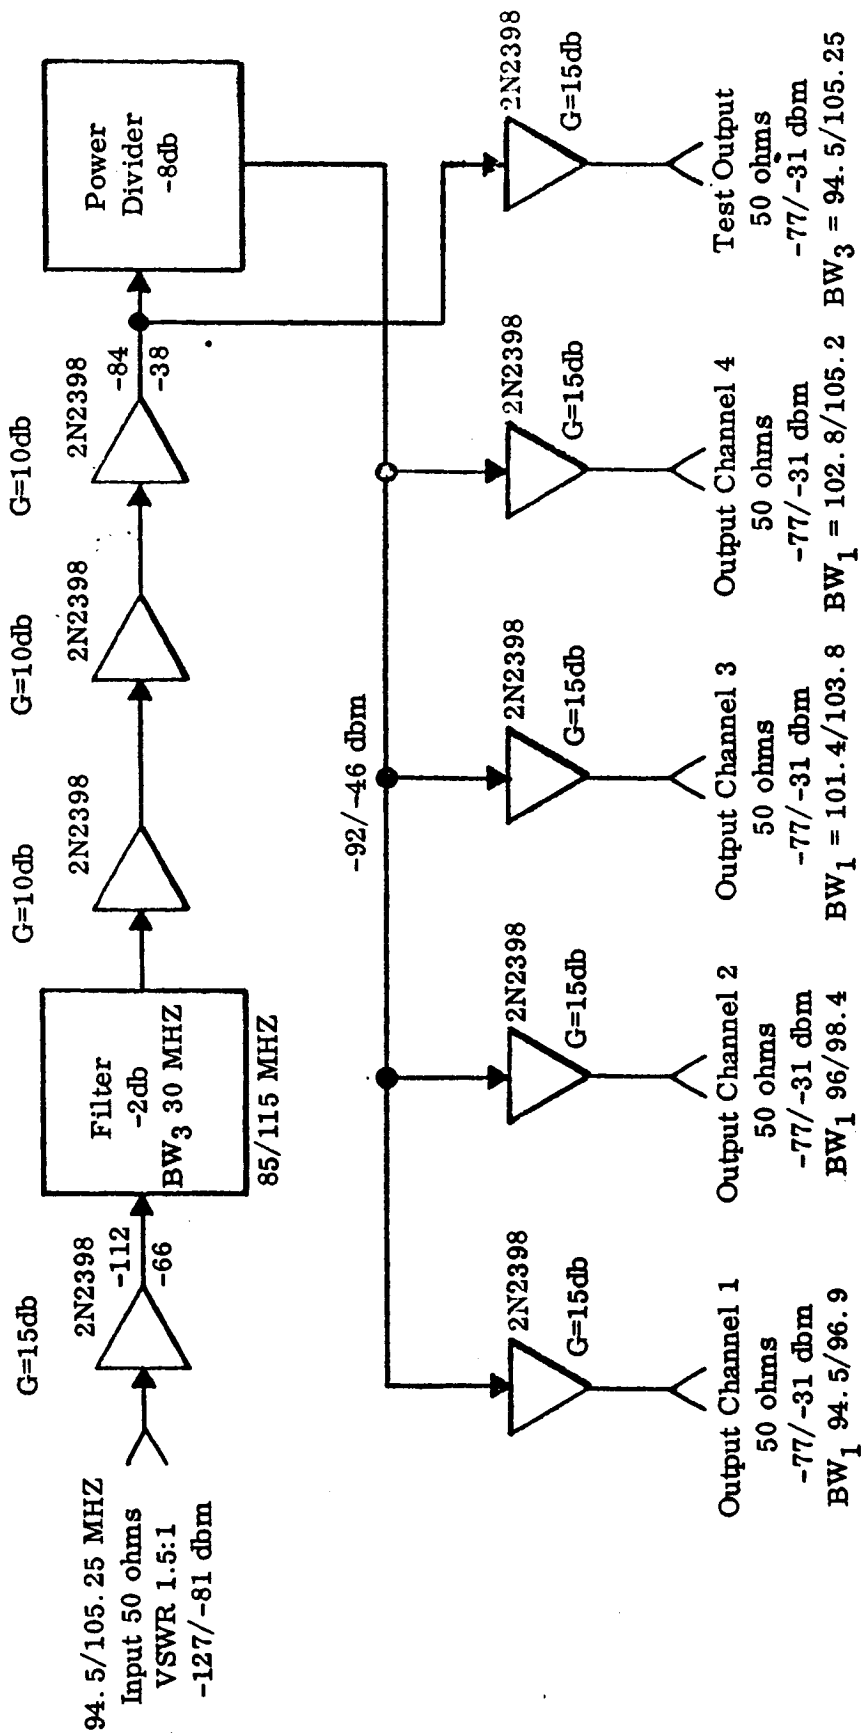 94.5/105.25 MHZ
Input 50 ohms
VSWR 1.5:1
-127/-81 dbm
G=15db
2N2398
-112
-66
Filter
-2db
BW3 30 MHZ
85/115 MHZ
G=10db
2N2398
G=10db
2N2398
G=10db
2N2398
-84
-38
Power
Divider
-8db
-92/-46 dbm
2N2398
G=15db
Output Channel 1
50 ohms
-77/-31 dbm
BW1 94.5/96.9
2N2398
G=15db
Output Channel 2
50 ohms
-77/-31 dbm
BW1 96/98.4
2N2398
G=15db
Output Channel 3
50 ohms
-77/-31 dbm
BW1 = 101.4/103.8
2N2398
G=15db
Output Channel 4
50 ohms
-77/-31 dbm
BW1 = 102.8/105.2
2N2398
G=15db
Test Output
50 ohms
-77/-31 dbm
BW3 = 94.5/105.25